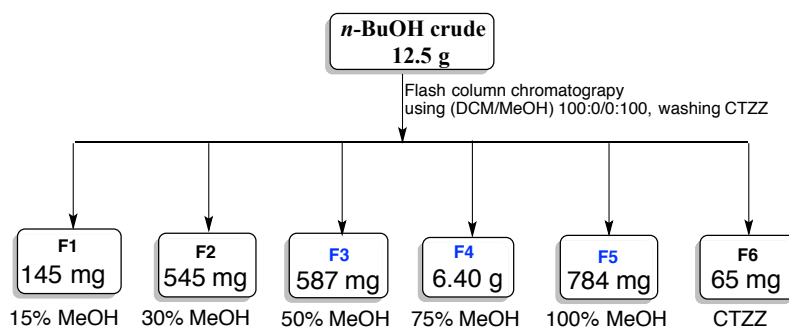 n-BuOH crude
12.5 g
Flash column chromatograpy
using (DCM/MeOH) 100:0/0:100, washing CTZZ
F1
145 mg
15% MeOH
F2
545 mg
30% MeOH
F3
587 mg
50% MeOH
F4
6.40 g
75% MeOH
F5
784 mg
100% MeOH
F6
65 mg
CTZZ